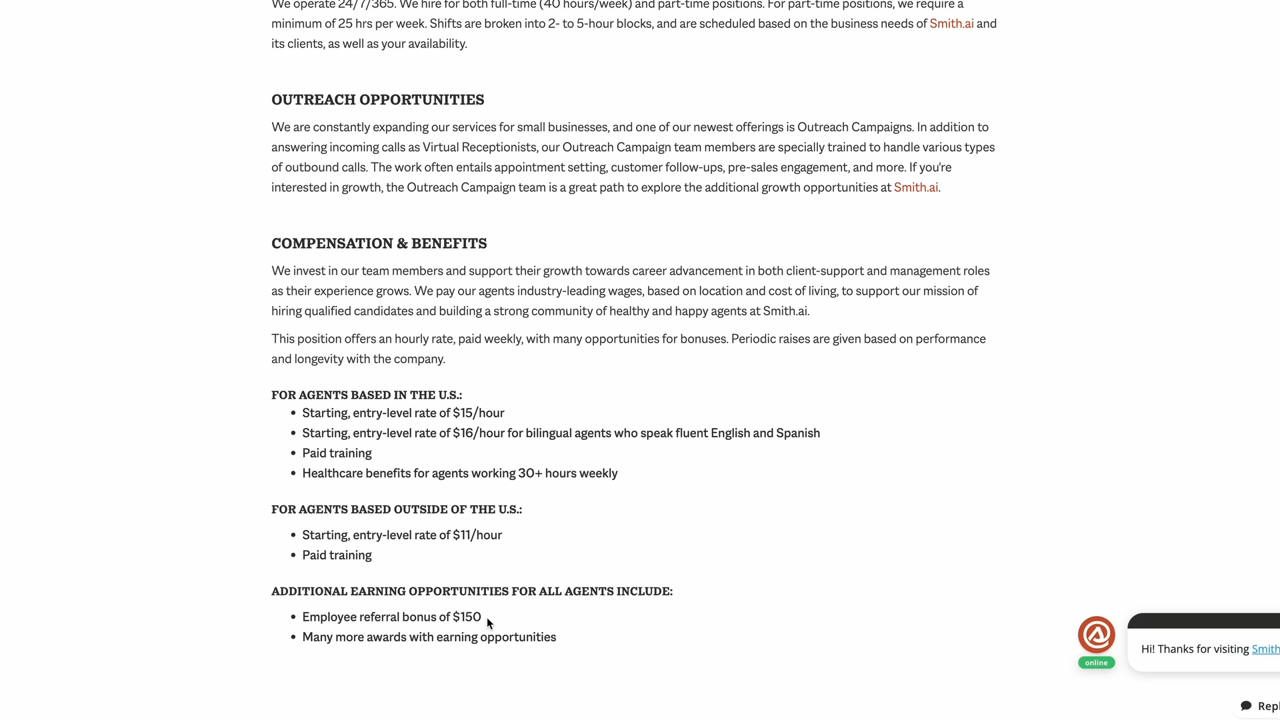 We operate 24/7/365. We hire for both full-time (40 hours/week) and part-time positions. For part-time positions, we require a
minimum of 25 hrs per week. Shifts are broken into 2- to 5-hour blocks, and are scheduled based on the business needs of Smith.ai and
its clients, as well as your availability.
OUTREACH OPPORTUNITIES
We are constantly expanding our services for small businesses, and one of our newest offerings is Outreach Campaigns. In addition to
answering incoming calls as Virtual Receptionists, our Outreach Campaign team members are specially trained to handle various types
of outbound calls. The work often entails appointment setting, customer follow-ups, pre-sales engagement, and more. If you're
interested in growth, the Outreach Campaign team is a great path to explore the additional growth opportunities at Smith.ai.
COMPENSATION & BENEFITS
We invest in our team members and support their growth towards career advancement in both client-support and management roles
as their experience grows. We pay our agents industry-leading wages, based on location and cost of living, to support our mission of
hiring qualified candidates and building a strong community of healthy and happy agents at Smith.ai.
This position offers an hourly rate, paid weekly, with many opportunities for bonuses. Periodic raises are given based on performance
and longevity with the company.
FOR AGENTS BASED IN THE U.S.:
• Starting, entry-level rate of $15/hour
• Starting, entry-level rate of $16/hour for bilingual agents who speak fluent English and Spanish
• Paid training
• Healthcare benefits for agents working 30+ hours weekly
FOR AGENTS BASED OUTSIDE OF THE U.S.:
• Starting, entry-level rate of $11/hour
• Paid training
ADDITIONAL EARNING OPPORTUNITIES FOR ALL AGENTS INCLUDE:
• Employee referral bonus of $150
• Many more awards with earning opportunities
online
Hi! Thanks for visiting Smith
Repl